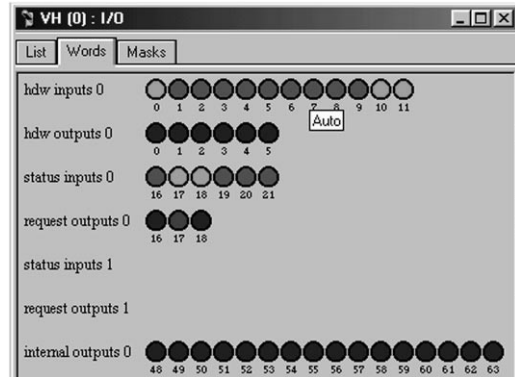 VH (0) : I/O
List Words Masks
hdw inputs 0
0 1 2 3 4 5 6 7 8 9 10 11
Auto
hdw outputs 0
0 1 2 3 4 5
status inputs 0
16 17 18 19 20 21
request outputs 0
16 17 18
status inputs 1
request outputs 1
internal outputs 0
48 49 50 51 52 53 54 55 56 57 58 59 60 61 62 63